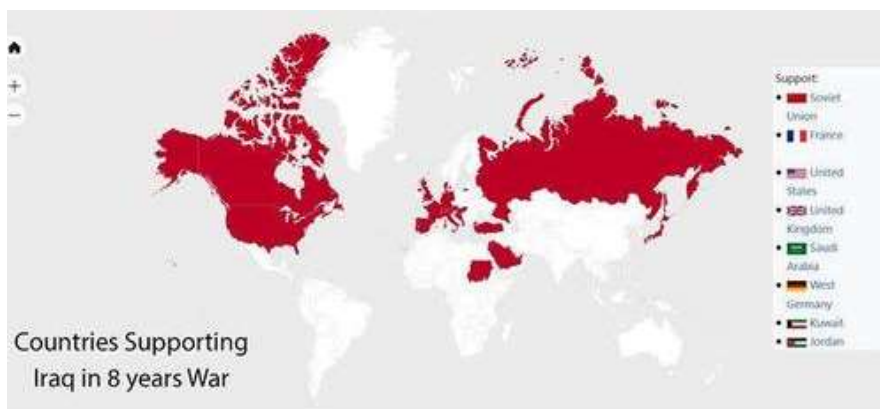 Support:
Soviet
Union
France
United
States
United
Kingdom
Saudi
Arabia
West
Germany
Kuwait
Jordan
Countries Supporting
Iraq in 8 years War